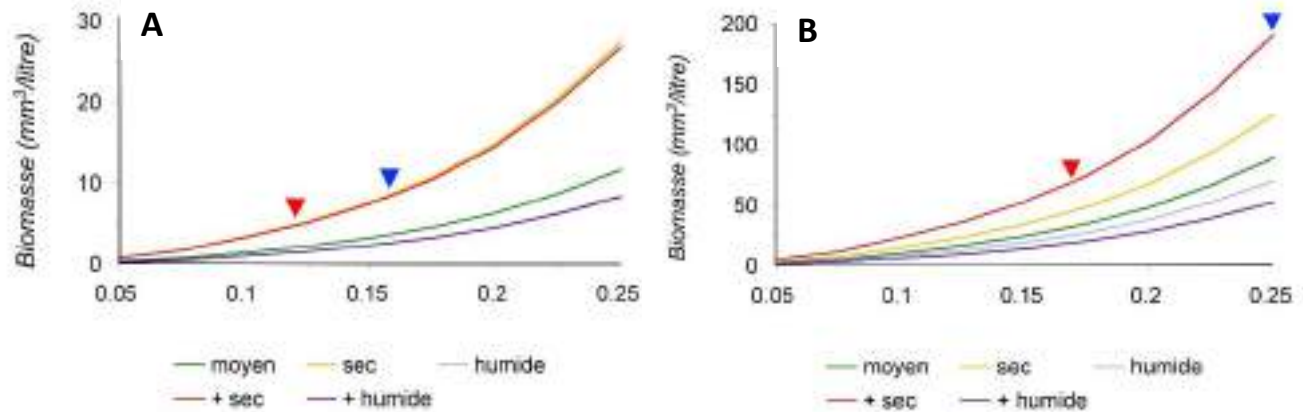 A
Biomasse (mm³/litre)
30
20
10
0
0.05 0.1 0.15 0.2 0.25
moyen sec humide
+ sec + humide
B
Biomasse (mm³/litre)
200
150
100
50
0
0.05 0.1 0.15 0.2 0.25
moyen sec humide
+ sec + humide